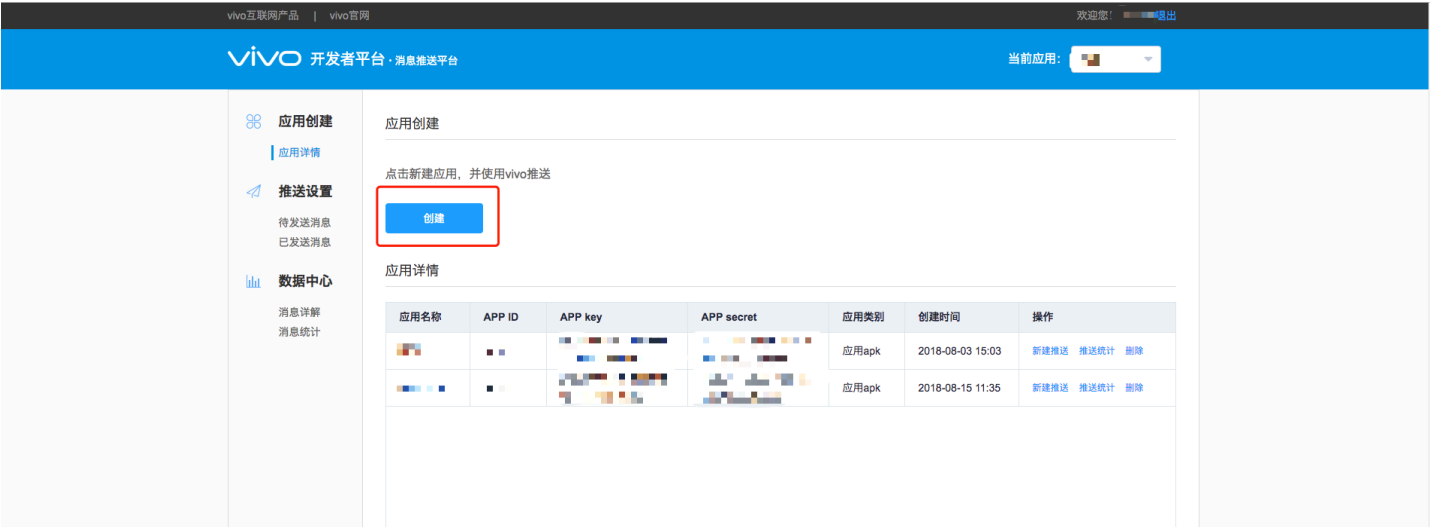 vivo互联网产品 | vivo官网 欢迎您! 退出
vivo 开发者平台 · 消息推送平台 当前应用:
应用创建
应用详情
推送设置
待发送消息
已发送消息
数据中心
消息详解
消息统计
应用创建
点击新建应用，并使用vivo推送
创建
应用详情
应用名称 APP ID APP key APP secret 应用类别 创建时间 操作
应用apk 2018-08-03 15:03 新建推送 推送统计 删除
应用apk 2018-08-15 11:35 新建推送 推送统计 删除